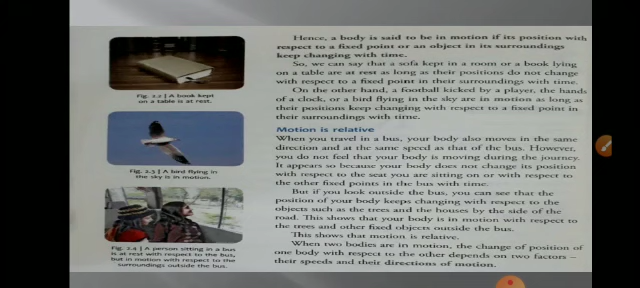 Fig. 2.2 | A book kept
on a table is at rest.
Fig. 2.3 | A bird flying in
the sky is in motion.
Fig. 2.4 | A person sitting in a bus
is at rest with respect to the bus,
but in motion with respect to the
surroundings outside the bus.
Hence, a body is said to be in motion if its position with
respect to a fixed point or an object in its surroundings
keep changing with time.
So, we can say that a sofa kept in a room or a book lying
on a table are at rest as long as their positions do not change
with respect to a fixed point in their surroundings with time.
On the other hand, a football kicked by a player, the hands
of a clock, or a bird flying in the sky are in motion as long as
their positions keep changing with respect to a fixed point in
their surroundings with time.
Motion is relative
When you travel in a bus, your body also moves in the same
direction and at the same speed as that of the bus. However,
you do not feel that your body is moving during the journey.
It appears so because your body does not change its position
with respect to the seat you are sitting on or with respect to
the other fixed points in the bus with time.
But if you look outside the bus, you can see that the
position of your body keeps changing with respect to the
objects such as the trees and the houses by the side of the
road. This shows that your body is in motion with respect to
the trees and other fixed objects outside the bus.
This shows that motion is relative.
When two bodies are in motion, the change of position of
one body with respect to the other depends on two factors –
their speeds and their directions of motion.